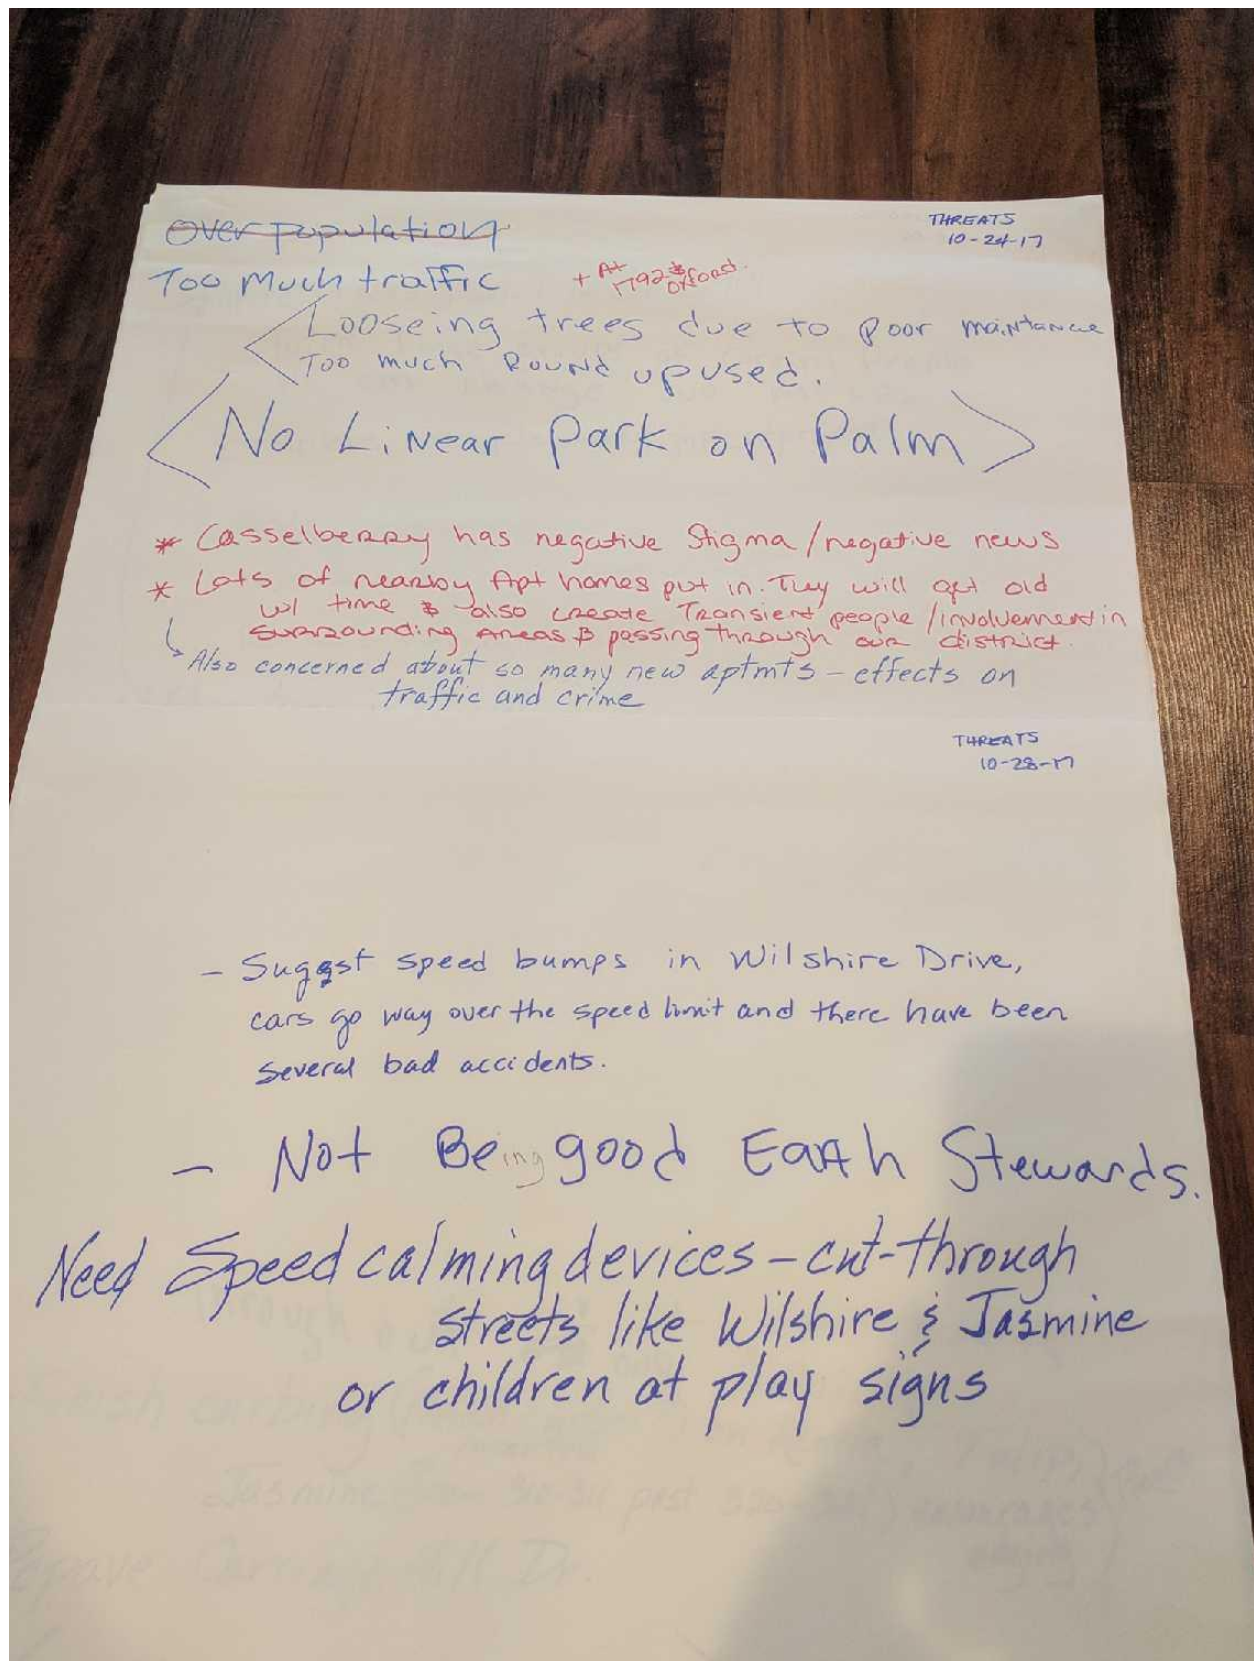 Over population
THREATS
10-24-17
Too Much traffic
+ At
1792 &
Oxford.
Looseing trees due to Poor maintance
Too much Round up used.
No Linear Park on Palm
* Casselberry has negative Stigma/negative news
* Lots of nearby Apt homes put in. They will get old
w/ time & also create Transient people/involvement in
surrounding areas & passing through our district.
Also concerned about so many new aptmts – effects on
traffic and crime
THREATS
10-28-17
– Suggest speed bumps in Wilshire Drive,
cars go way over the speed limit and there have been
several bad accidents.
– Not Being good Earth Stewards.
Need Speed calming devices – cut-through
streets like Wilshire & Jasmine
or children at play signs
Jasmine